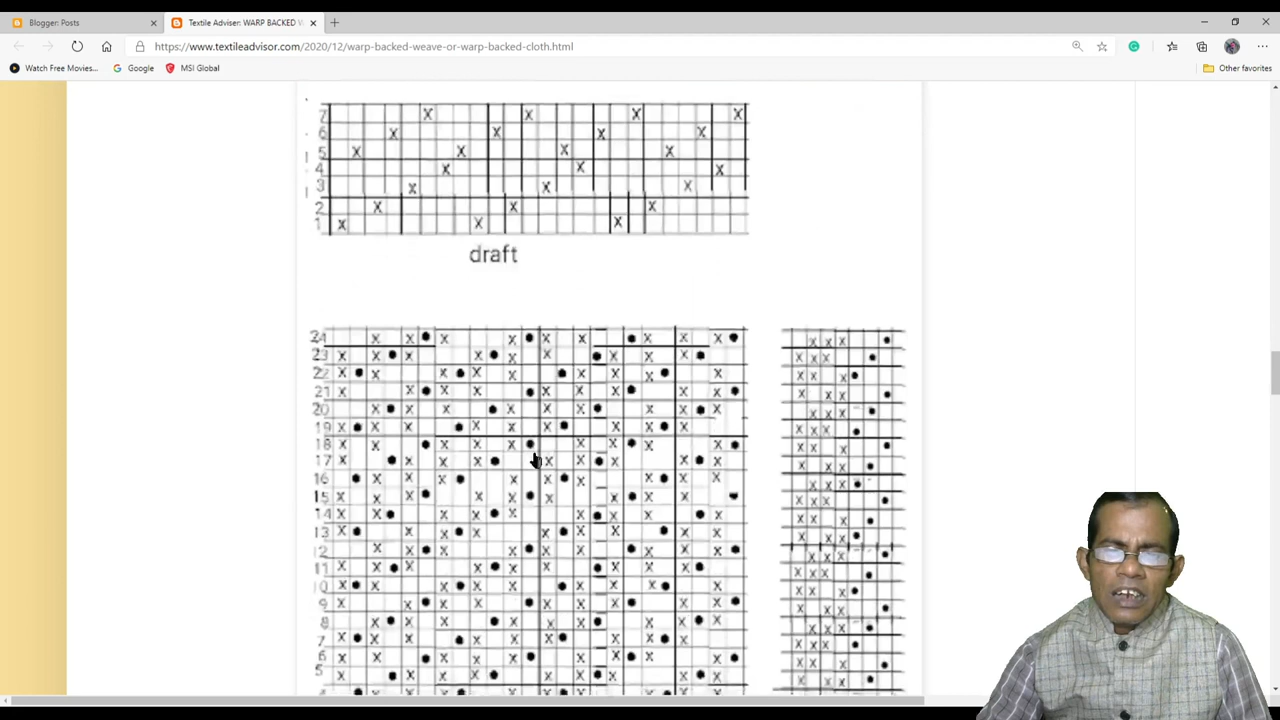 Blogger: Posts
Textile Adviser: WARP BACKED W
https://www.textileadvisor.com/2020/12/warp-backed-weave-or-warp-backed-cloth.html
Watch Free Movies...
Google
MSI Global
Other favorites
7 X X X X
6 X X X X
5 X X X X
4 X X X
3 X X X
2 X X X
1 X X X
draft
24
23
22
21
20
19
18
17
16
15
14
13
12
11
10
9
8
7
6
5
4